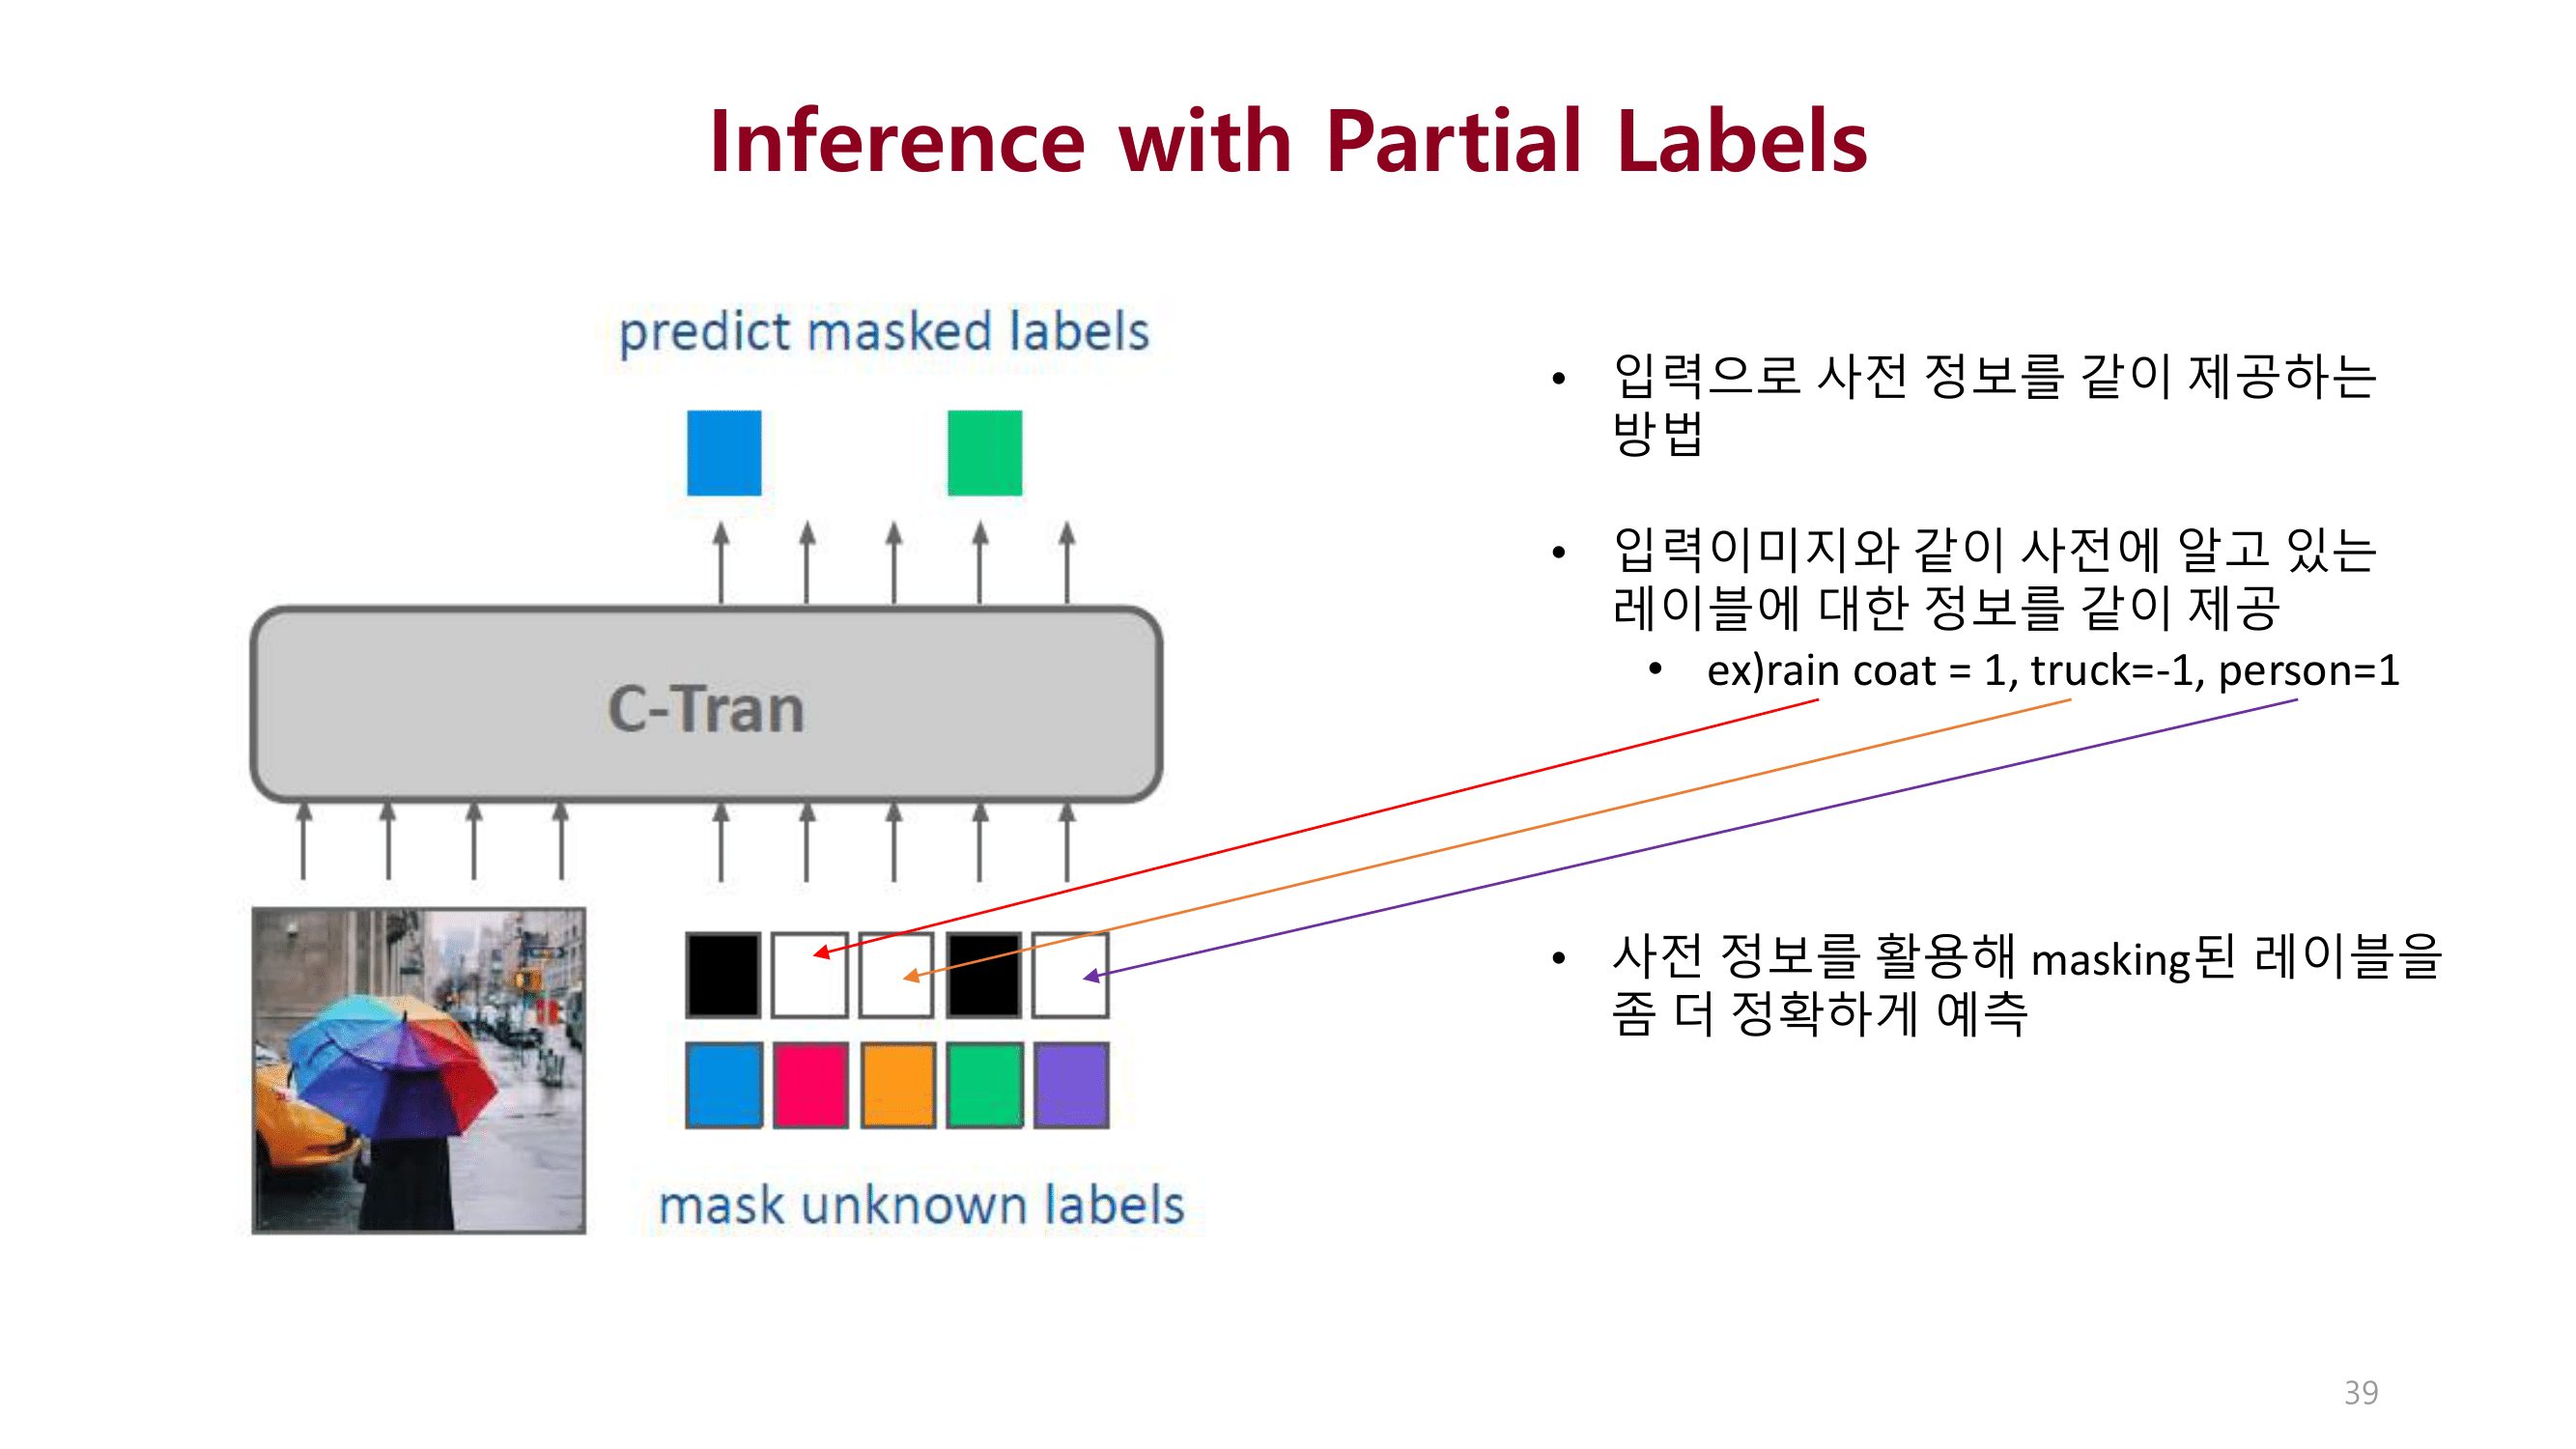 Inference with Partial Labels
predict masked labels
C-Tran
mask unknown labels
• 입력으로 사전 정보를 같이 제공하는
방법
• 입력이미지와 같이 사전에 알고 있는
레이블에 대한 정보를 같이 제공
• ex)rain coat = 1, truck=-1, person=1
• 사전 정보를 활용해 masking된 레이블을
좀 더 정확하게 예측
39